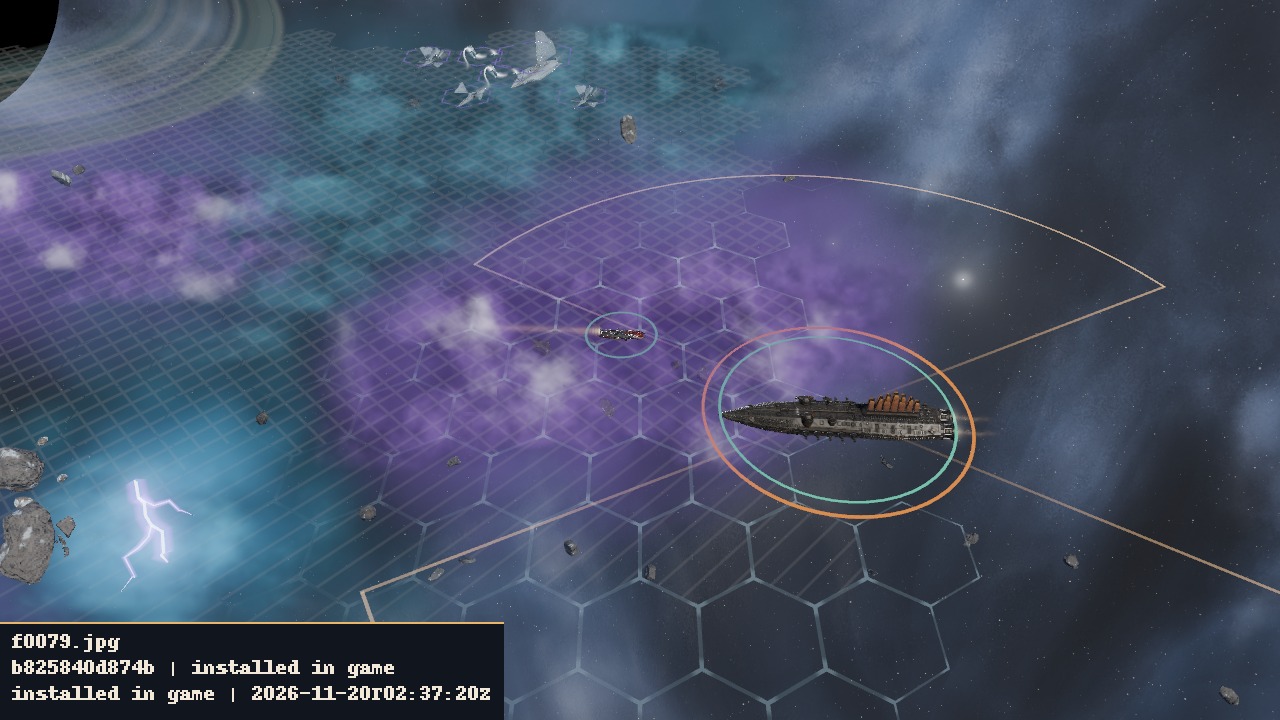 f0079.jpg
b825840d874b | installed in game
installed in game | 2026-11-20T02:37:20z